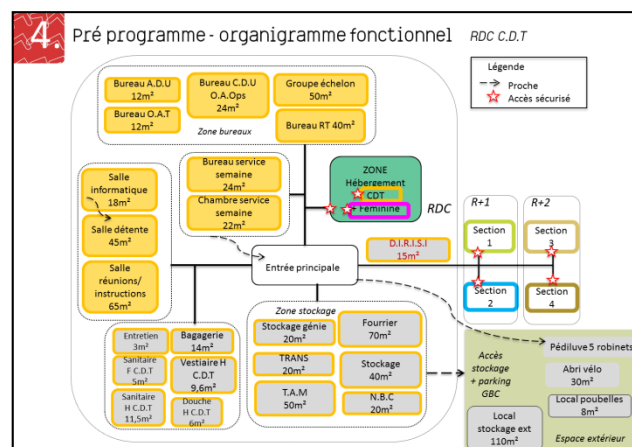 4.
Pré programme - organigramme fonctionnel
RDC C.D.T
Légende
Proche
Accès sécurisé
Bureau A.D.U
12m²
Bureau C.D.U
O.A.Ops
24m²
Groupe échelon
50m²
Bureau O.A.T
12m²
Zone bureaux
Bureau RT 40m²
Bureau service
semaine
24m²
Chambre service
semaine
22m²
ZONE
Hébergement
CDT
+ Féminine
RDC
Salle
informatique
18m²
Salle détente
45m²
Salle
réunions/
instructions
65m²
Entrée principale
D.I.R.I.S.I
15m²
R+1
R+2
Section
1
Section
3
Section
2
Section
4
Entretien
3m²
Bagagerie
14m²
Sanitaire
F C.D.T
5m²
Vestiaire H
C.D.T
9,6m²
Sanitaire
H C.D.T
11,5m²
Douche
H C.D.T
6m²
Zone stockage
Stockage génie
20m²
Fourrier
70m²
TRANS
20m²
Stockage
40m²
T.A.M
50m²
N.B.C
20m²
Accès
stockage
+ parking
GBC
Pédiluve 5 robinets
Abri vélo
30m²
Local poubelles
8m²
Local
stockage ext
110m²
Espace extérieur